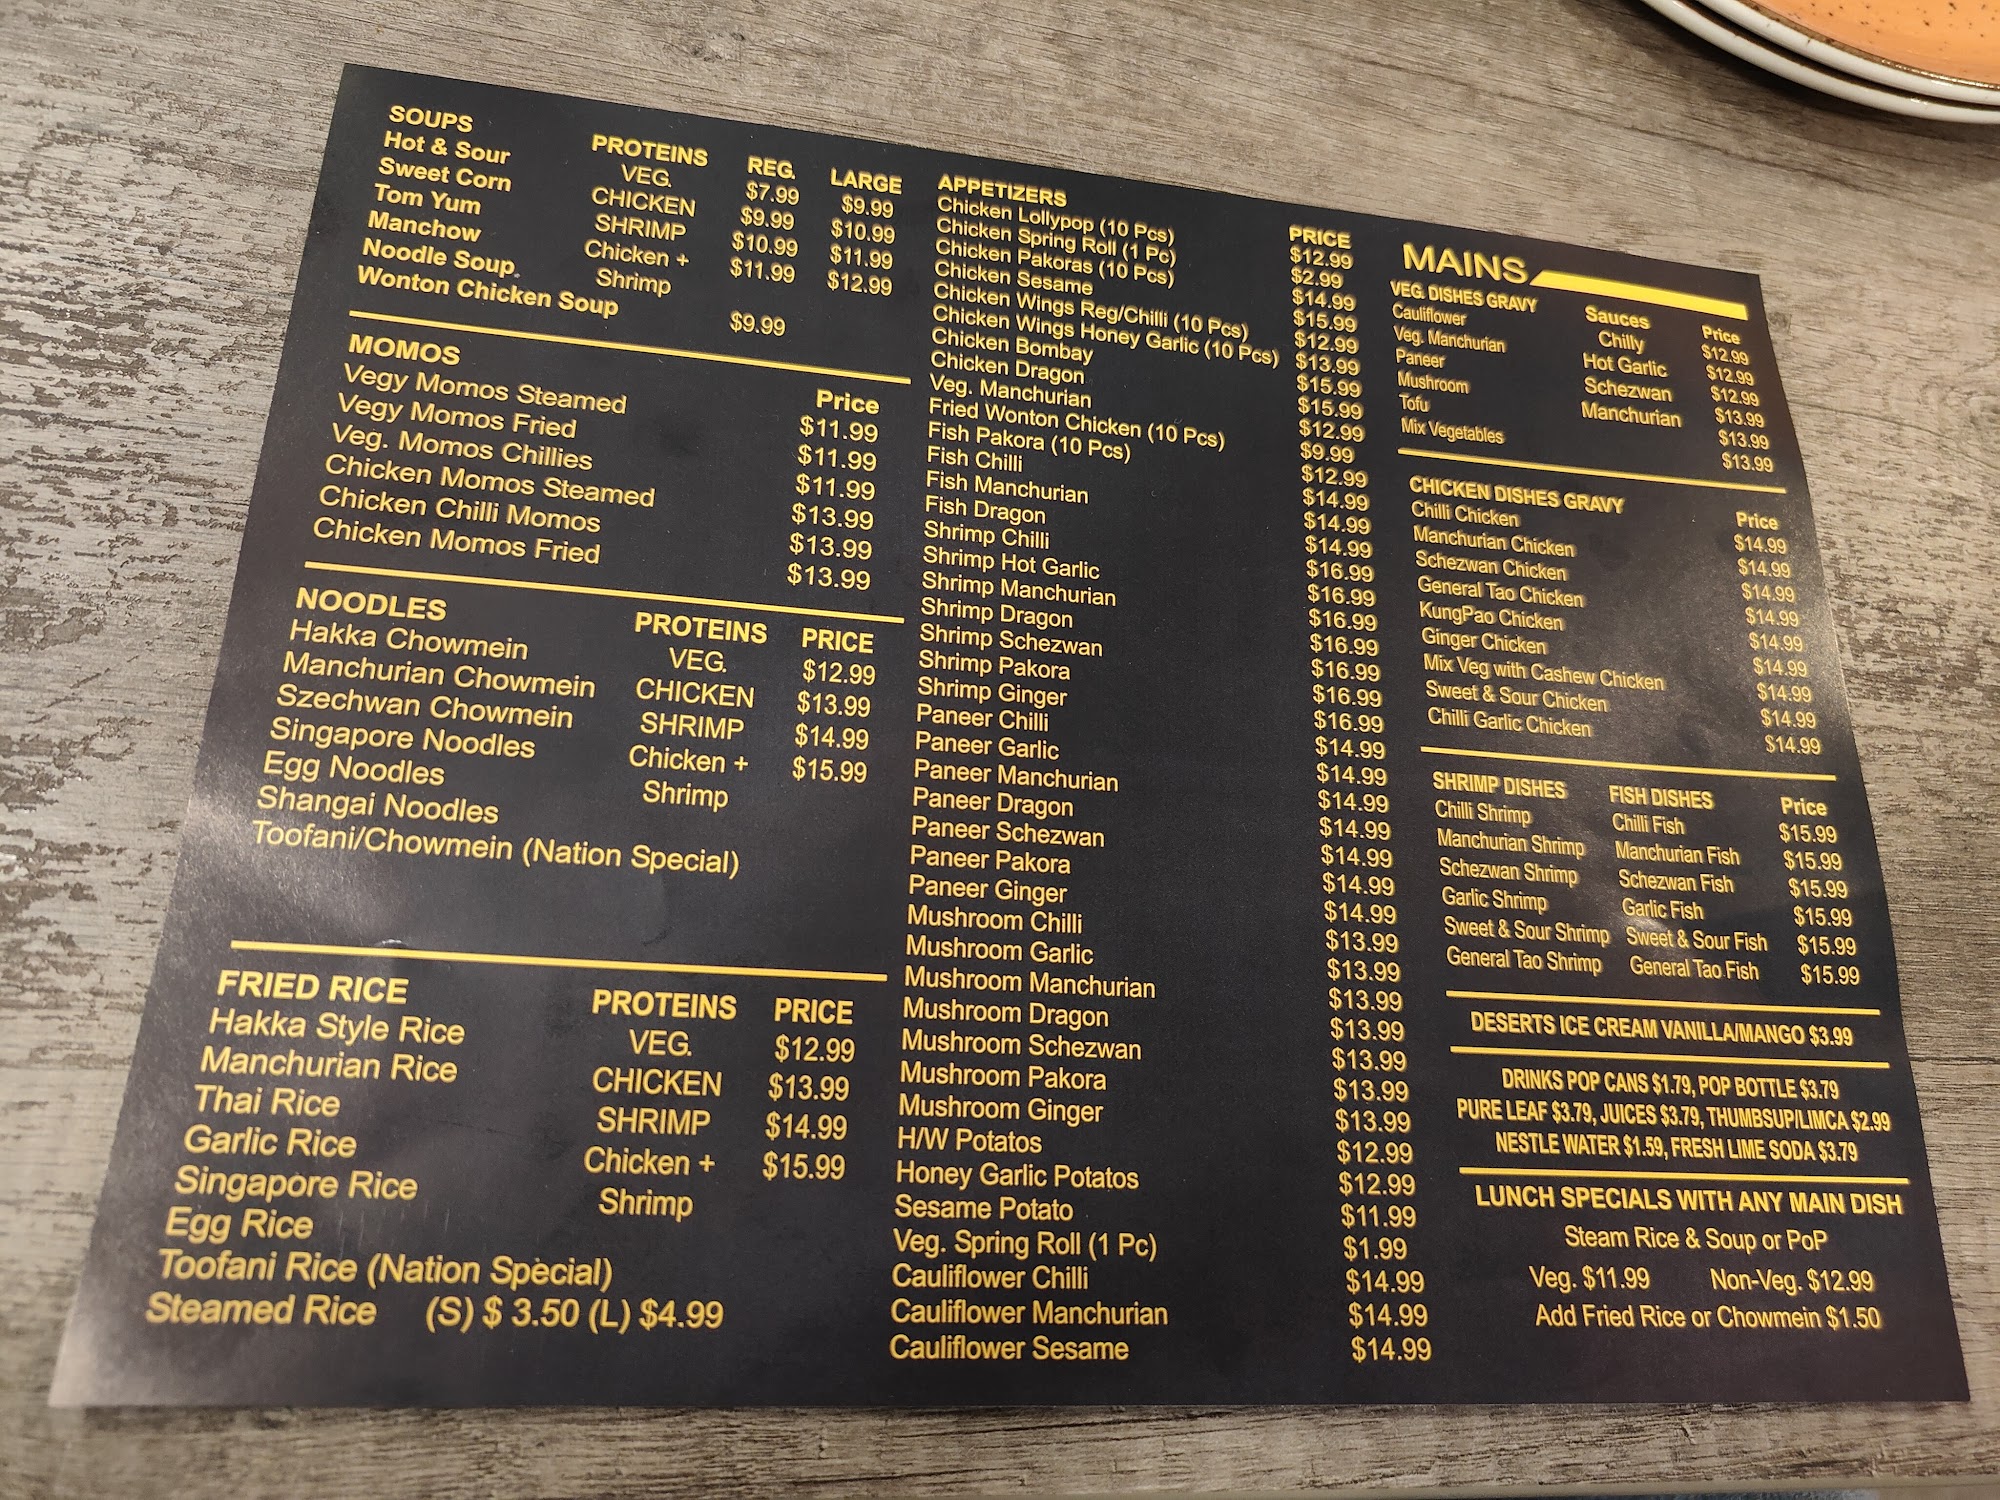 SOUPS
Hot & Sour
Sweet Corn
Tom Yum
Manchow
Noodle Soup
Wonton Chicken Soup
PROTEINS
VEG.
CHICKEN
SHRIMP
Chicken +
Shrimp
REG.
$7.99
$9.99
$10.99
$11.99
$9.99
LARGE
$9.99
$10.99
$11.99
$12.99
MOMOS
Price
Vegy Momos Steamed $11.99
Vegy Momos Fried $11.99
Veg. Momos Chillies $11.99
Chicken Momos Steamed $13.99
Chicken Chilli Momos $13.99
Chicken Momos Fried $13.99
NOODLES
Hakka Chowmein
Manchurian Chowmein
Szechwan Chowmein
Singapore Noodles
Egg Noodles
Shangai Noodles
Toofani/Chowmein (Nation Special)
PROTEINS PRICE
VEG. $12.99
CHICKEN $13.99
SHRIMP $14.99
Chicken + $15.99
Shrimp
FRIED RICE
Hakka Style Rice
Manchurian Rice
Thai Rice
Garlic Rice
Singapore Rice
Egg Rice
Toofani Rice (Nation Special)
Steamed Rice (S) $ 3.50 (L) $4.99
PROTEINS PRICE
VEG. $12.99
CHICKEN $13.99
SHRIMP $14.99
Chicken + $15.99
Shrimp
APPETIZERS PRICE
Chicken Lollypop (10 Pcs) $12.99
Chicken Spring Roll (1 Pc) $2.99
Chicken Pakoras (10 Pcs) $14.99
Chicken Sesame $15.99
Chicken Wings Reg/Chilli (10 Pcs) $12.99
Chicken Wings Honey Garlic (10 Pcs) $13.99
Chicken Bombay $15.99
Chicken Dragon $15.99
Veg. Manchurian $12.99
Fried Wonton Chicken (10 Pcs) $9.99
Fish Pakora (10 Pcs) $12.99
Fish Chilli $14.99
Fish Manchurian $14.99
Fish Dragon $14.99
Shrimp Chilli $16.99
Shrimp Hot Garlic $16.99
Shrimp Manchurian $16.99
Shrimp Dragon $16.99
Shrimp Schezwan $16.99
Shrimp Pakora $16.99
Shrimp Ginger $16.99
Paneer Chilli $14.99
Paneer Garlic $14.99
Paneer Manchurian $14.99
Paneer Dragon $14.99
Paneer Schezwan $14.99
Paneer Pakora $14.99
Paneer Ginger $14.99
Mushroom Chilli $13.99
Mushroom Garlic $13.99
Mushroom Manchurian $13.99
Mushroom Dragon $13.99
Mushroom Schezwan $13.99
Mushroom Pakora $13.99
Mushroom Ginger $13.99
H/W Potatos $12.99
Honey Garlic Potatos $12.99
Sesame Potato $11.99
Veg. Spring Roll (1 Pc) $1.99
Cauliflower Chilli $14.99
Cauliflower Manchurian $14.99
Cauliflower Sesame $14.99
MAINS
VEG. DISHES GRAVY
Cauliflower
Veg. Manchurian
Paneer
Mushroom
Tofu
Mix Vegetables
Sauces
Chilly
Hot Garlic
Schezwan
Manchurian
Price
$12.99
$12.99
$12.99
$13.99
$13.99
$13.99
CHICKEN DISHES GRAVY Price
Chilli Chicken $14.99
Manchurian Chicken $14.99
Schezwan Chicken $14.99
General Tao Chicken $14.99
KungPao Chicken $14.99
Ginger Chicken $14.99
Mix Veg with Cashew Chicken $14.99
Sweet & Sour Chicken $14.99
Chilli Garlic Chicken $14.99
SHRIMP DISHES FISH DISHES Price
Chilli Shrimp Chilli Fish $15.99
Manchurian Shrimp Manchurian Fish $15.99
Schezwan Shrimp Schezwan Fish $15.99
Garlic Shrimp Garlic Fish $15.99
Sweet & Sour Shrimp Sweet & Sour Fish $15.99
General Tao Shrimp General Tao Fish $15.99
DESERTS ICE CREAM VANILLA/MANGO $3.99
DRINKS POP CANS $1.79, POP BOTTLE $3.79
PURE LEAF $3.79, JUICES $3.79, THUMBSUP/LIMCA $2.99
NESTLE WATER $1.59, FRESH LIME SODA $3.79
LUNCH SPECIALS WITH ANY MAIN DISH
Steam Rice & Soup or PoP
Veg. $11.99 Non-Veg. $12.99
Add Fried Rice or Chowmein $1.50